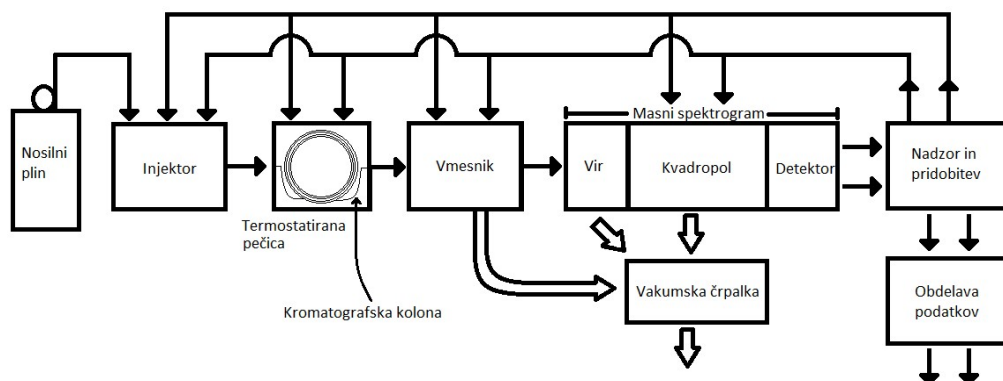 Masni spektrogram
Nosilni
plin
Injektor
Vmesnik
Vir
Kvadropol
Detektor
Nadzor in
pridobitev
Termostatirana
pečica
Kromatografska kolona
Vakumska črpalka
Obdelava
podatkov